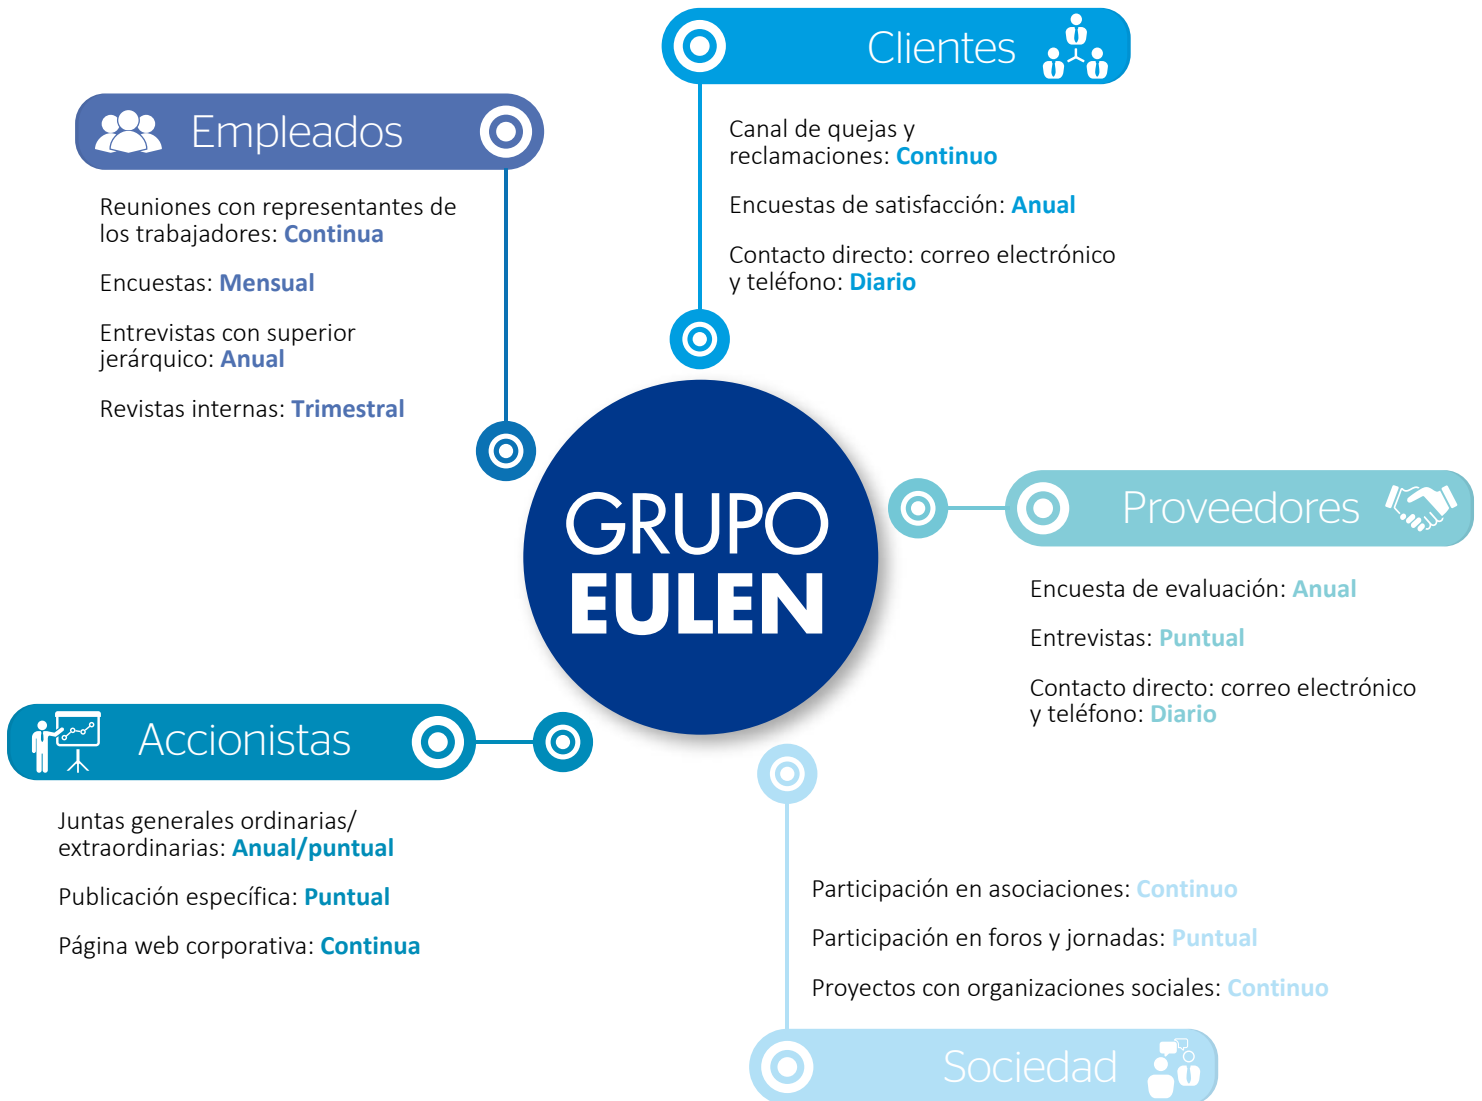 Clientes
Canal de quejas y
reclamaciones: Continuo
Encuestas de satisfacción: Anual
Contacto directo: correo electrónico
y teléfono: Diario
Empleados
Reuniones con representantes de
los trabajadores: Continua
Encuestas: Mensual
Entrevistas con superior
jerárquico: Anual
Revistas internas: Trimestral
GRUPO
EULEN
Proveedores
Encuesta de evaluación: Anual
Entrevistas: Puntual
Contacto directo: correo electrónico
y teléfono: Diario
Accionistas
Juntas generales ordinarias/
extraordinarias: Anual/puntual
Publicación específica: Puntual
Página web corporativa: Continua
Participación en asociaciones: Continuo
Participación en foros y jornadas: Puntual
Proyectos con organizaciones sociales: Continuo
Sociedad